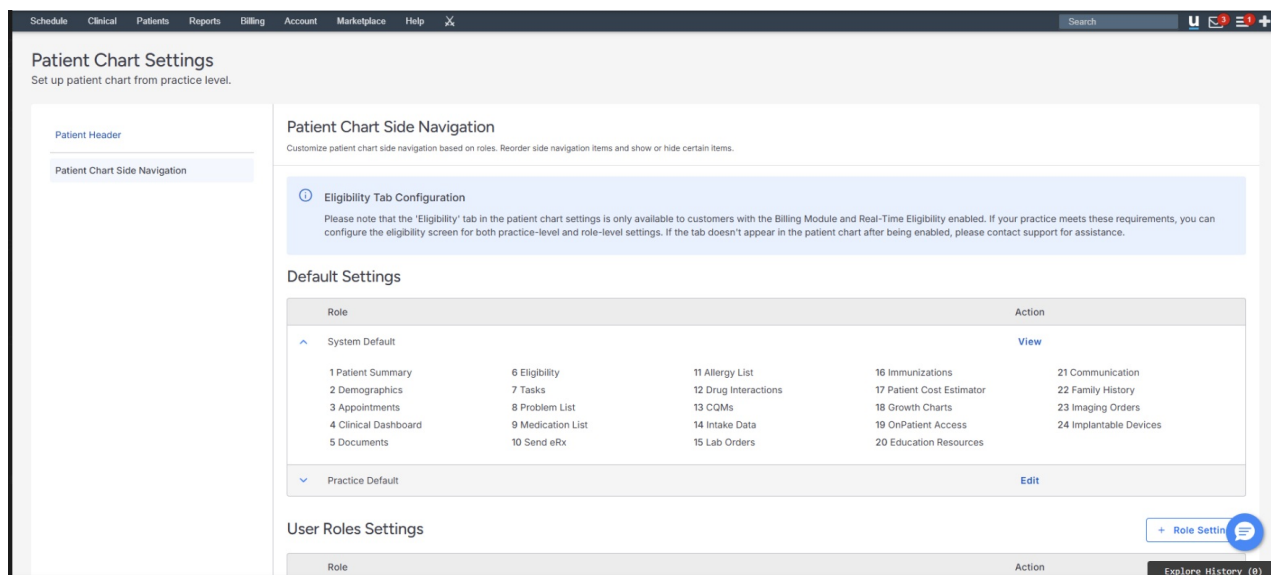 Schedule Clinical Patients Reports Billing Account Marketplace Help Search u 3 1
Patient Chart Settings
Set up patient chart from practice level.
Patient Header
Patient Chart Side Navigation
Patient Chart Side Navigation
Customize patient chart side navigation based on roles. Reorder side navigation items and show or hide certain items.
Eligibility Tab Configuration
Please note that the 'Eligibility' tab in the patient chart settings is only available to customers with the Billing Module and Real-Time Eligibility enabled. If your practice meets these requirements, you can
configure the eligibility screen for both practice-level and role-level settings. If the tab doesn't appear in the patient chart after being enabled, please contact support for assistance.
Default Settings
Role Action
System Default View
1 Patient Summary 6 Eligibility 11 Allergy List 16 Immunizations 21 Communication
2 Demographics 7 Tasks 12 Drug Interactions 17 Patient Cost Estimator 22 Family History
3 Appointments 8 Problem List 13 CQMs 18 Growth Charts 23 Imaging Orders
4 Clinical Dashboard 9 Medication List 14 Intake Data 19 OnPatient Access 24 Implantable Devices
5 Documents 10 Send eRx 15 Lab Orders 20 Education Resources
Practice Default Edit
User Roles Settings + Role Settin
Role Action
Explore History (0)